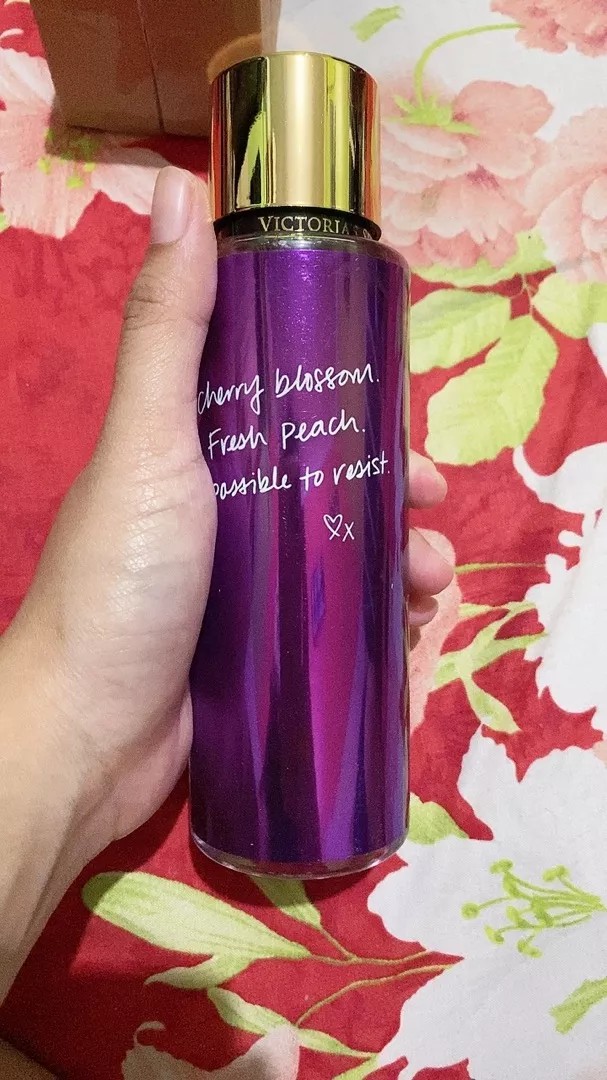 VICTORIA'S
cherry blossom.
Fresh Peach.
possible to resist.
x